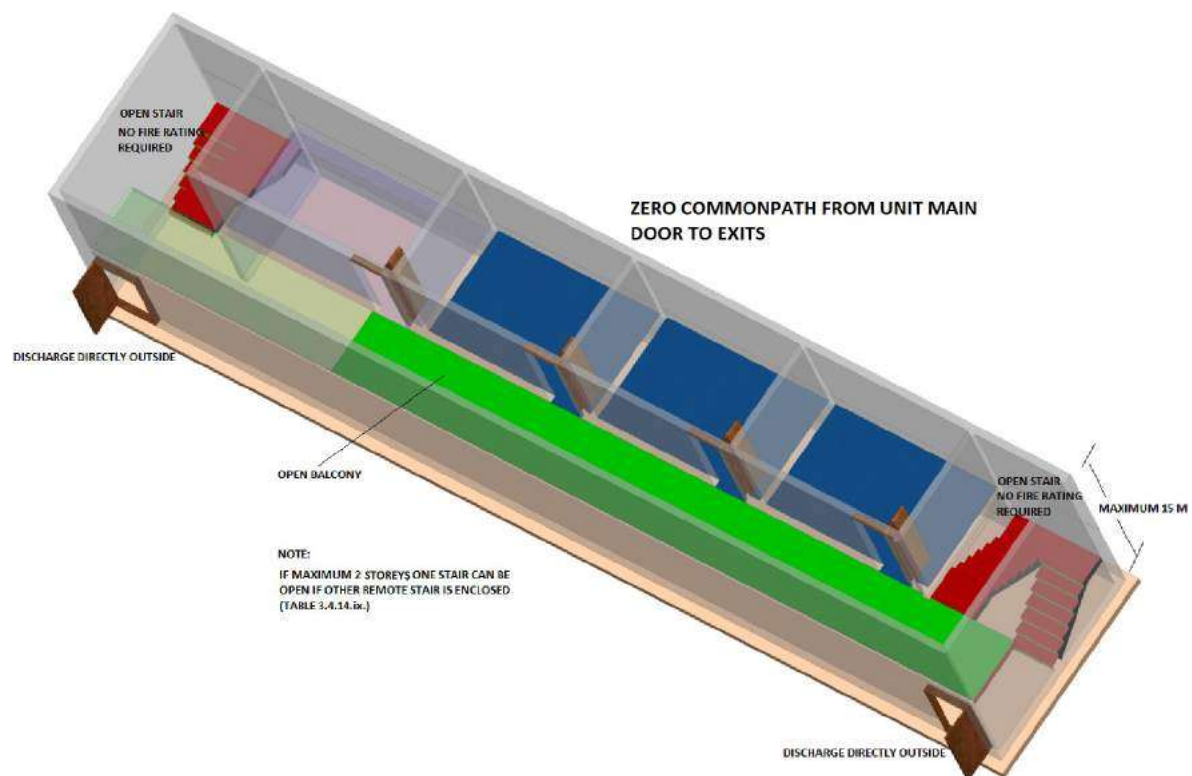 OPEN STAIR
NO FIRE RATING
REQUIRED
ZERO COMMONPATH FROM UNIT MAIN
DOOR TO EXITS
DISCHARGE DIRECTLY OUTSIDE
OPEN BALCONY
OPEN STAIR
NO FIRE RATING
REQUIRED
MAXIMUM 15 M
NOTE:
IF MAXIMUM 2 STOREYS ONE STAIR CAN BE
OPEN IF OTHER REMOTE STAIR IS ENCLOSED
(TABLE 3.4.14.ix.)
DISCHARGE DIRECTLY OUTSIDE